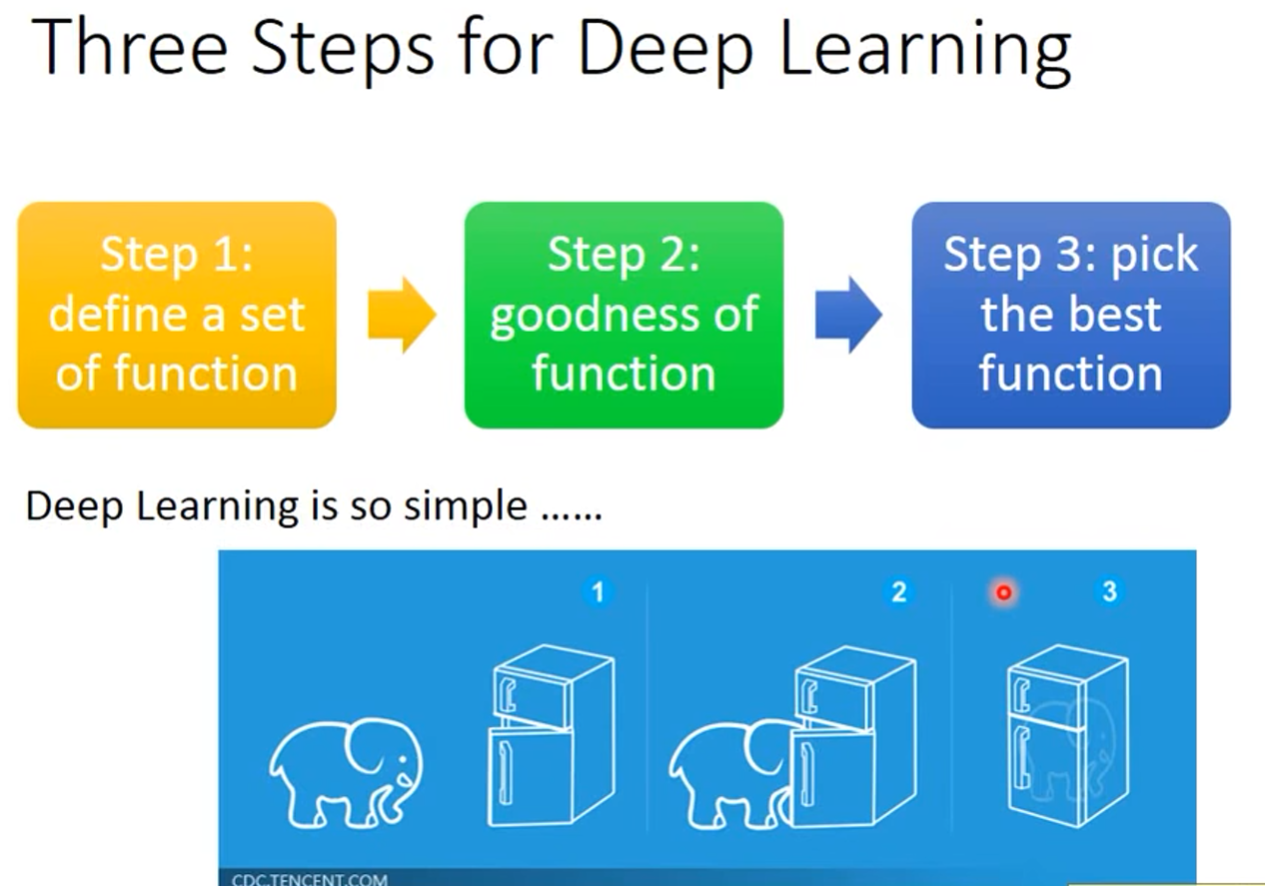 Three Steps for Deep Learning
Step 1:
define a set
of function
Step 2:
goodness of
function
Step 3: pick
the best
function
Deep Learning is so simple ......
1
2
3
CDC.TENCENT.COM